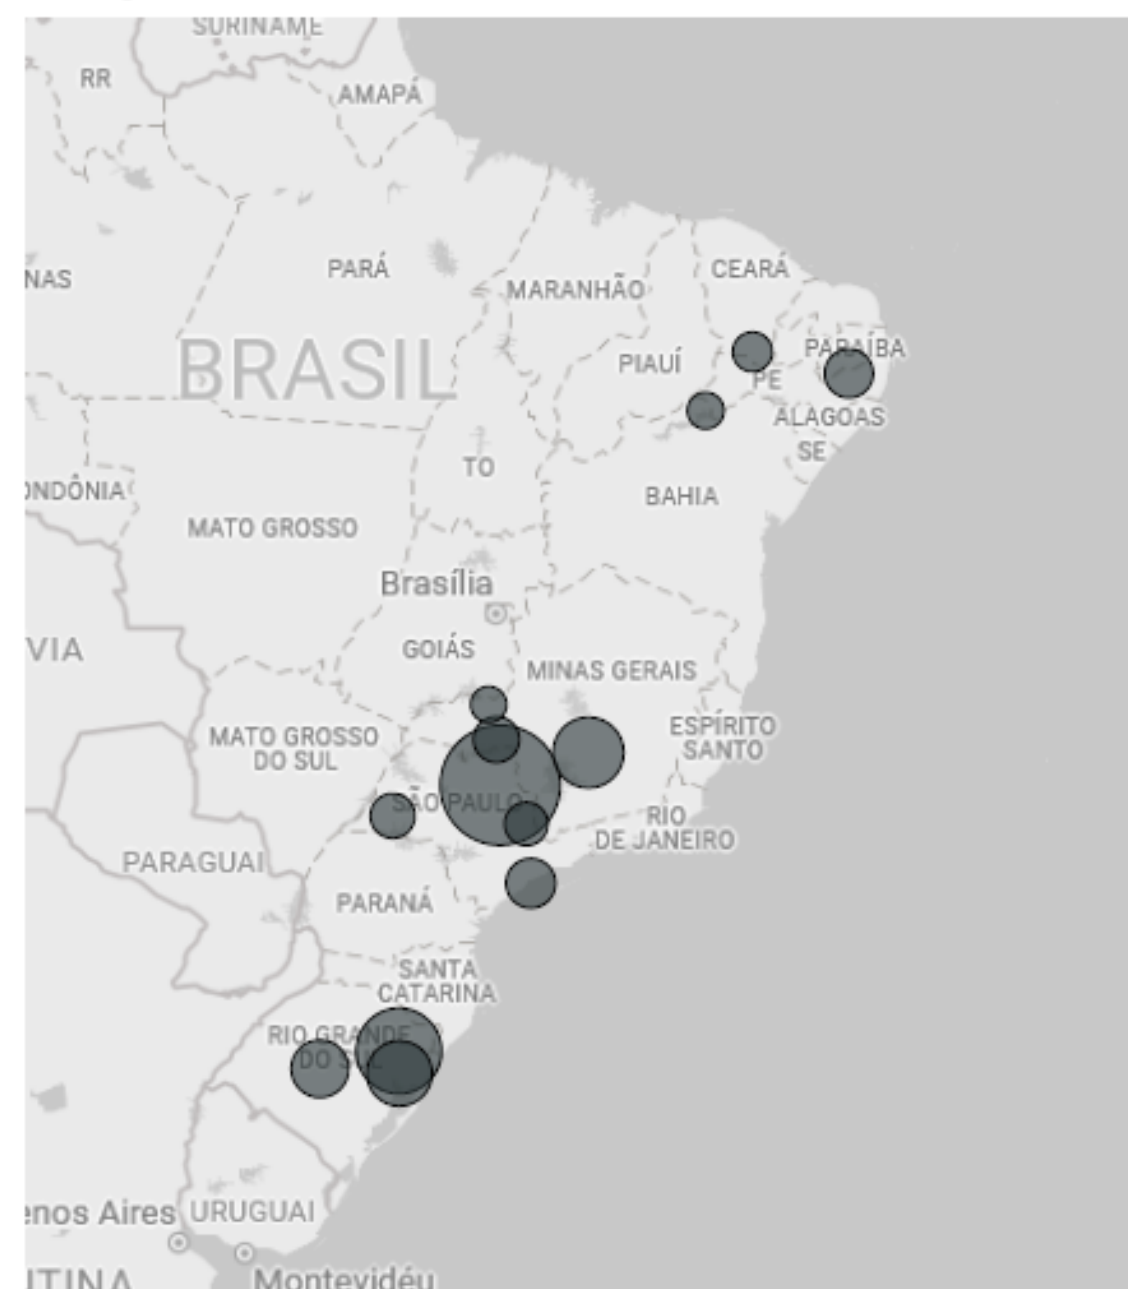 SURINAME
RR
AMAPÁ
NAS
PARÁ
CEARÁ
MARANHÃO
PARAÍBA
BRASIL
PIAUÍ
PE
ALAGOAS
SE
TO
ONDÔNIA
BAHIA
MATO GROSSO
Brasília
VIA
GOIÁS
MINAS GERAIS
MATO GROSSO
DO SUL
ESPÍRITO
SANTO
SÃO PAULO
RIO
DE JANEIRO
PARAGUAI
PARANÁ
SANTA
CATARINA
RIO GRANDE
DO SUL
enos Aires
URUGUAI
NTINA
Montevidéu